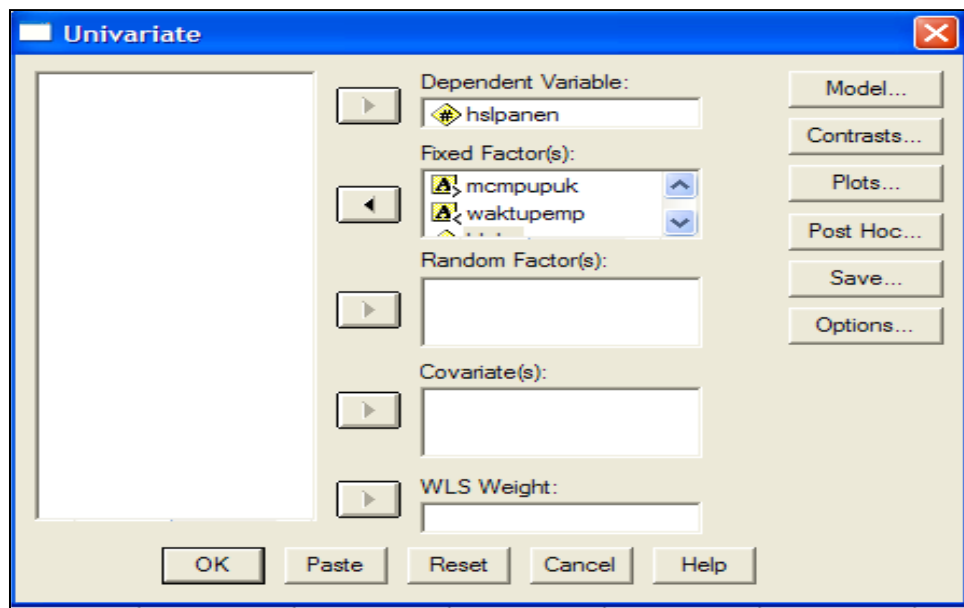 Univariate
Dependent Variable:
hslpanen
Fixed Factor(s):
mcmpupuk
waktupemp
Random Factor(s):
Covariate(s):
WLS Weight:
Model...
Contrasts...
Plots...
Post Hoc...
Save...
Options...
OK
Paste
Reset
Cancel
Help